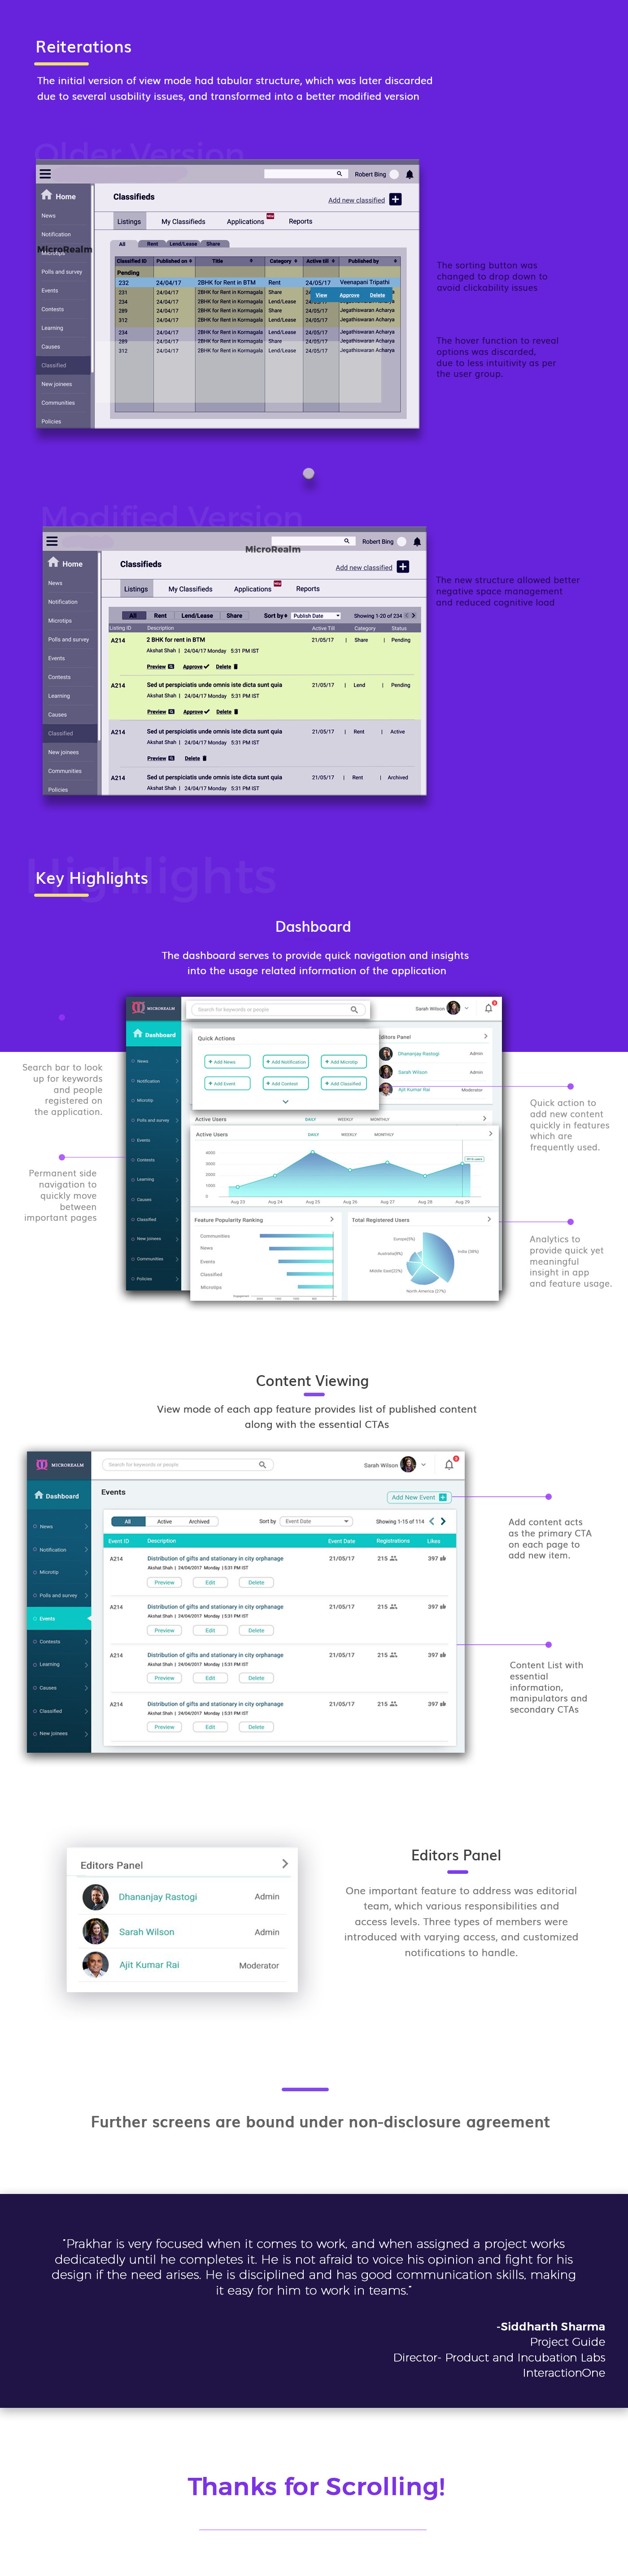 Reiterations
The initial version of view mode had tabular structure, which was later discarded
due to several usability issues, and transformed into a better modified version
Older Version
Robert Bing
Home
Classifieds
Add new classified
News
Listings
My Classifieds
Applications
Reports
Notification
MicroRealm
Microtips
All
Rent
Lend/Lease
Share
Polls and survey
Classified ID
Published on
Title
Category
Active till
Published by
Pending
232 24/04/17 2BHK for Rent in BTM Rent 24/05/17 Veenapani Tripathi
Events
231 24/04/17 2BHK for Rent in Kormagala Share
View Approve Delete
234 24/04/17 2BHK for Rent in Kormagala Lend/Lease
Contests
289 24/04/17 2BHK for Rent in Kormagala Share 24/05/17 Jegathiswaran Acharya
312 24/04/17 2BHK for Rent in Kormagala Lend/Lease 24/05/17 Jegathiswaran Acharya
Learning
234 24/04/17 2BHK for Rent in Kormagala Lend/Lease 24/05/17 Jegathiswaran Acharya
289 24/04/17 2BHK for Rent in Kormagala Share 24/05/17 Jegathiswaran Acharya
Causes
312 24/04/17 2BHK for Rent in Kormagala Lend/Lease 24/05/17 Jegathiswaran Acharya
Classified
New joinees
Communities
Policies
The sorting button was
changed to drop down to
avoid clickability issues
The hover function to reveal
options was discarded,
due to less intuitivity as per
the user group.
Modified Version
MicroRealm
Robert Bing
Home
Classifieds
Add new classified
News
Listings
My Classifieds
Applications
Reports
Notification
Microtips
Polls and survey
Events
Contests
Learning
Causes
Classified
New joinees
Communities
Policies
All Rent Lend/Lease Share Sort by Publish Date Showing 1-20 of 234
Listing ID Description Active Till Category Status
A214 2 BHK for rent in BTM 21/05/17 | Share | Pending
Akshat Shah | 24/04/17 Monday 5:31 PM IST
Preview Approve Delete
A214 Sed ut perspiciatis unde omnis iste dicta sunt quia 21/05/17 | Lend | Pending
Akshat Shah | 24/04/17 Monday 5:31 PM IST
Preview Approve Delete
A214 Sed ut perspiciatis unde omnis iste dicta sunt quia 21/05/17 | Rent | Active
Akshat Shah | 24/04/17 Monday 5:31 PM IST
Preview Delete
A214 Sed ut perspiciatis unde omnis iste dicta sunt quia 21/05/17 | Rent | Archived
Akshat Shah | 24/04/17 Monday 5:31 PM IST
The new structure allowed better
negative space management
and reduced cognitive load
Highlights
Key Highlights
Dashboard
The dashboard serves to provide quick navigation and insights
into the usage related information of the application
MICROREALM
Search for keywords or people
Sarah Wilson
Dashboard
News
Notification
Microtip
Polls and survey
Events
Contests
Learning
Causes
Classified
New joinees
Communities
Policies
Quick Actions
+ Add News + Add Notification + Add Microtip
+ Add Event + Add Contest + Add Classified
Editors Panel
Dhananjay Rastogi Admin
Sarah Wilson Admin
Ajit Kumar Rai Moderator
Active Users DAILY WEEKLY MONTHLY
Active Users DAILY WEEKLY MONTHLY
4000
3000
2000
1000
0
Aug 23 Aug 24 Aug 25 Aug 26 Aug 27 Aug 28 Aug 29
Feature Popularity Ranking
Communities
News
Events
Classified
Microtips
Total Registered Users
Europe(5%)
Australia(8%)
Middle East(22%)
India (38%)
North America (27%)
Search bar to look
up for keywords
and people
registered on
the application.
Permanent side
navigation to
quickly move
between
important pages
Quick action to
add new content
quickly in features
which are
frequently used.
Analytics to
provide quick yet
meaningful
insight in app
and feature usage.
Content Viewing
View mode of each app feature provides list of published content
along with the essential CTAs
MICROREALM
Search for keywords or people
Sarah Wilson
Dashboard
News
Notification
Microtip
Polls and survey
Events
Contests
Learning
Causes
Classified
New joinees
Events
Add New Event
All Active Archived Sort by Event Date Showing 1-15 of 114
Event ID Description Event Date Registrations Likes
A214 Distribution of gifts and stationary in city orphanage 21/05/17 215 397
Akshat Shah | 24/04/2017 Monday | 5:31 PM IST
Preview Edit Delete
A214 Distribution of gifts and stationary in city orphanage 21/05/17 215 397
Akshat Shah | 24/04/2017 Monday | 5:31 PM IST
Preview Edit Delete
A214 Distribution of gifts and stationary in city orphanage 21/05/17 215 397
Akshat Shah | 24/04/2017 Monday | 5:31 PM IST
Preview Edit Delete
A214 Distribution of gifts and stationary in city orphanage 21/05/17 215 397
Akshat Shah | 24/04/2017 Monday | 5:31 PM IST
Preview Edit Delete
Add content acts
as the primary CTA
on each page to
add new item.
Content List with
essential
information,
manipulators and
secondary CTAs
Editors Panel
Dhananjay Rastogi Admin
Sarah Wilson Admin
Ajit Kumar Rai Moderator
Editors Panel
One important feature to address was editorial
team, which various responsibilities and
access levels. Three types of members were
introduced with varying access, and customized
notifications to handle.
Further screens are bound under non-disclosure agreement
"Prakhar is very focused when it comes to work, and when assigned a project works
dedicatedly until he completes it. He is not afraid to voice his opinion and fight for his
design if the need arises. He is disciplined and has good communication skills, making
it easy for him to work in teams."
-Siddharth Sharma
Project Guide
Director- Product and Incubation Labs
InteractionOne
Thanks for Scrolling!